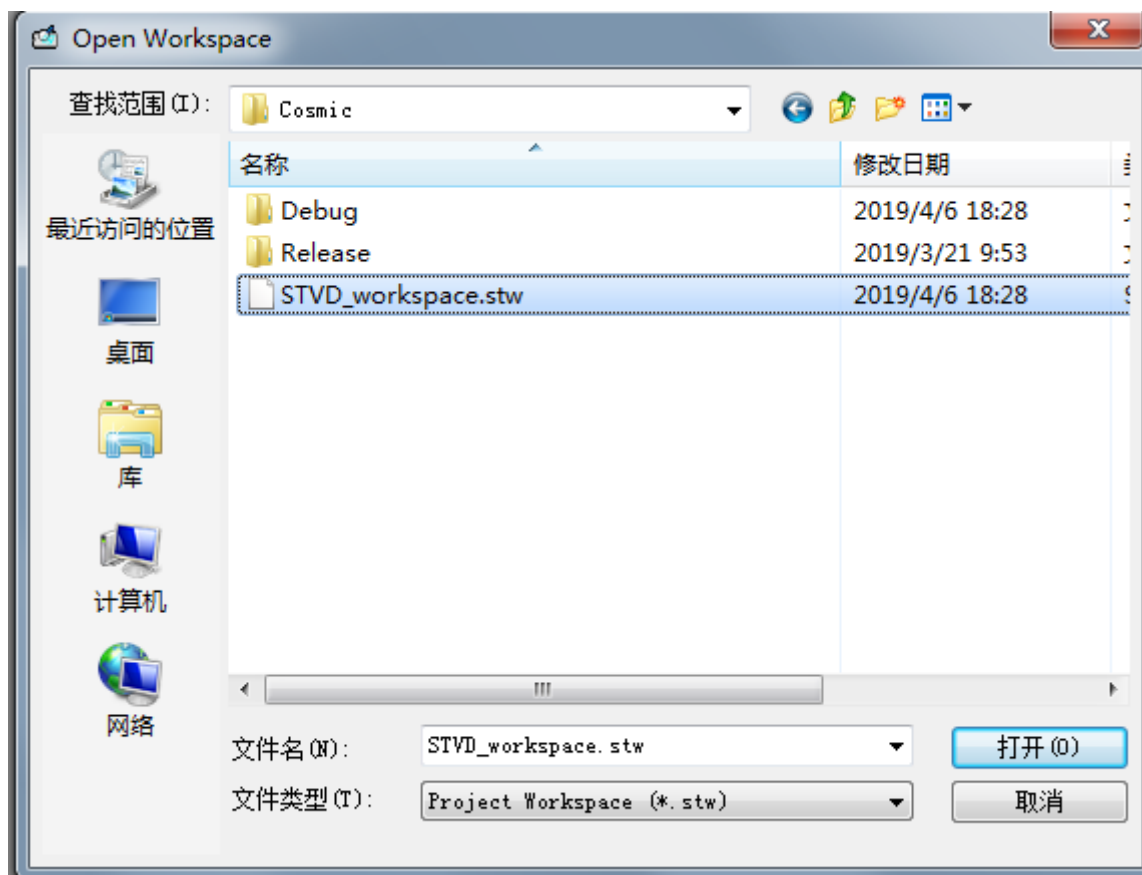 Open Workspace
查找范围(I):
Cosmic
名称
修改日期
Debug
2019/4/6 18:28
Release
2019/3/21 9:53
STVD_workspace.stw
2019/4/6 18:28
最近访问的位置
桌面
库
计算机
网络
文件名(N):
STVD_workspace.stw
打开(O)
文件类型(T):
Project Workspace (*.stw)
取消